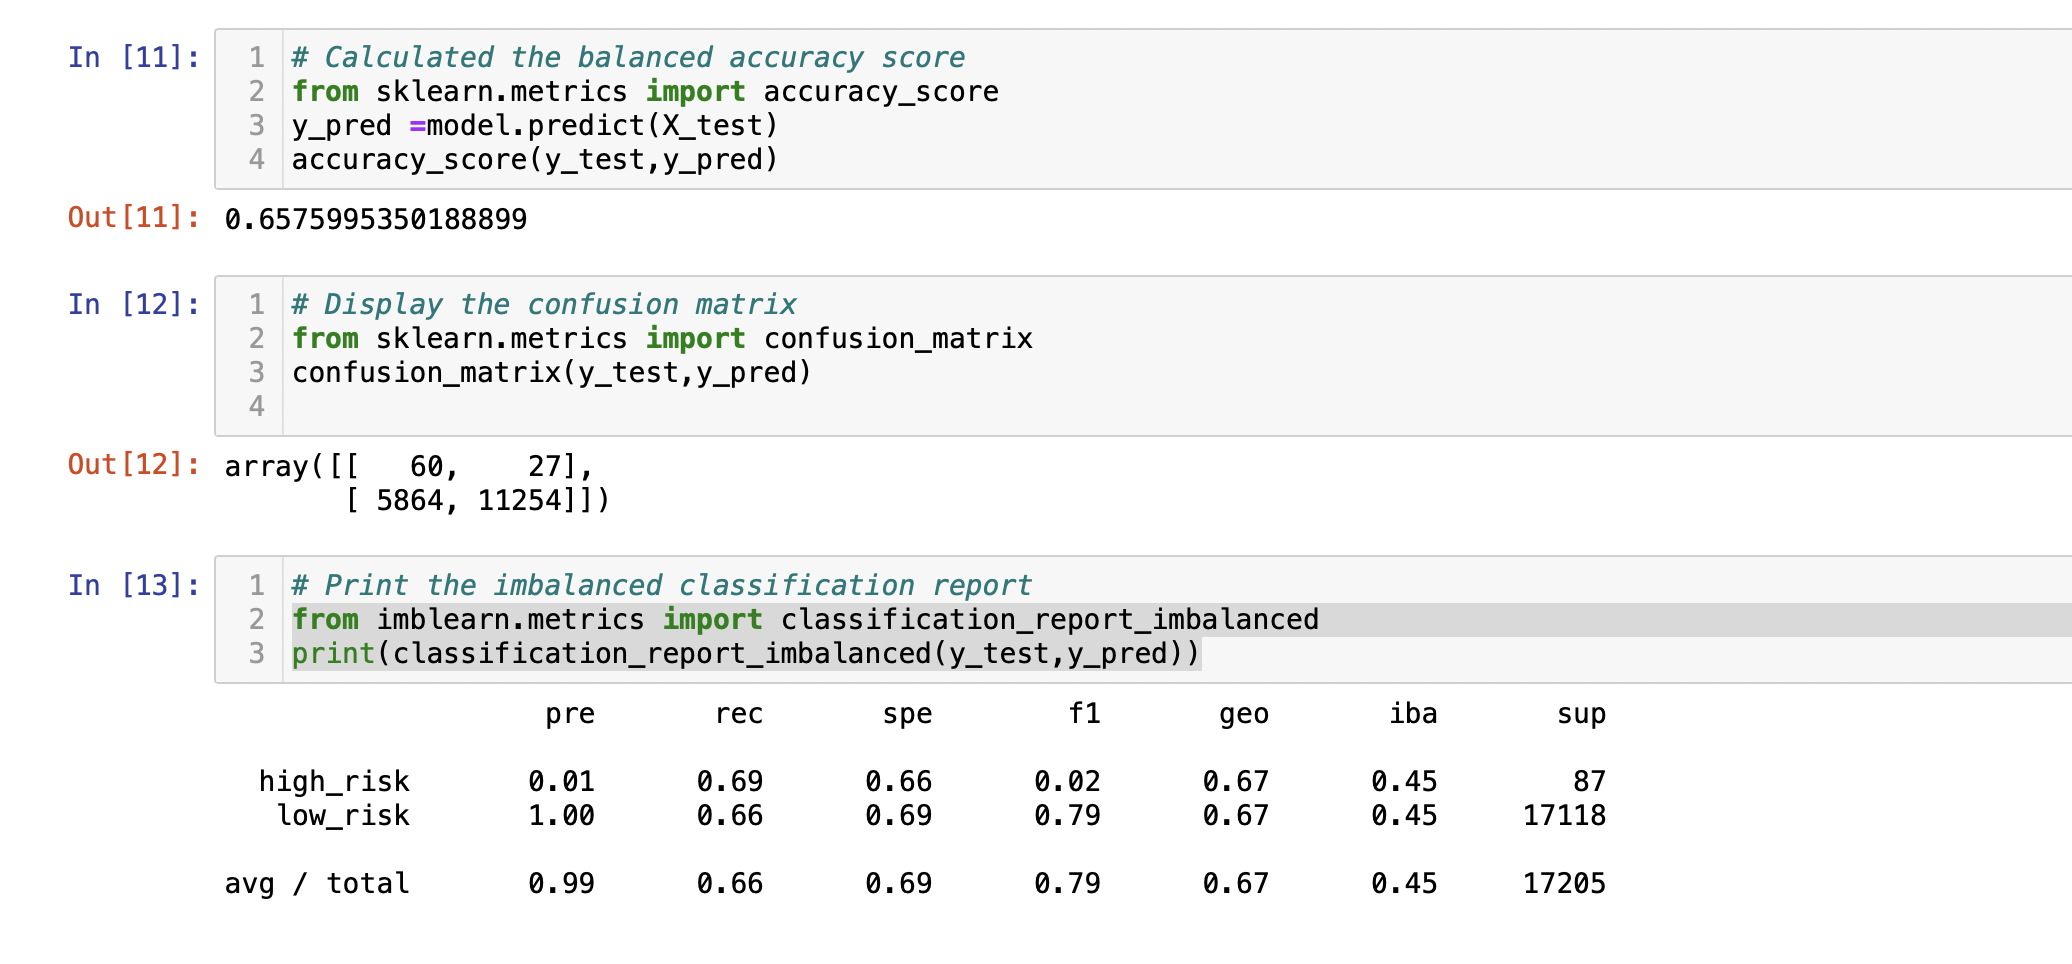 In [11]:
1 # Calculated the balanced accuracy score
2 from sklearn.metrics import accuracy_score
3 y_pred =model.predict(X_test)
4 accuracy_score(y_test,y_pred)
Out[11]: 0.6575995350188899
In [12]:
1 # Display the confusion matrix
2 from sklearn.metrics import confusion_matrix
3 confusion_matrix(y_test,y_pred)
4
Out[12]: array([[   60,    27],
       [ 5864, 11254]])
In [13]:
1 # Print the imbalanced classification report
2 from imblearn.metrics import classification_report_imbalanced
3 print(classification_report_imbalanced(y_test,y_pred))
pre rec spe f1 geo iba sup
high_risk 0.01 0.69 0.66 0.02 0.67 0.45 87
low_risk 1.00 0.66 0.69 0.79 0.67 0.45 17118
avg / total 0.99 0.66 0.69 0.79 0.67 0.45 17205